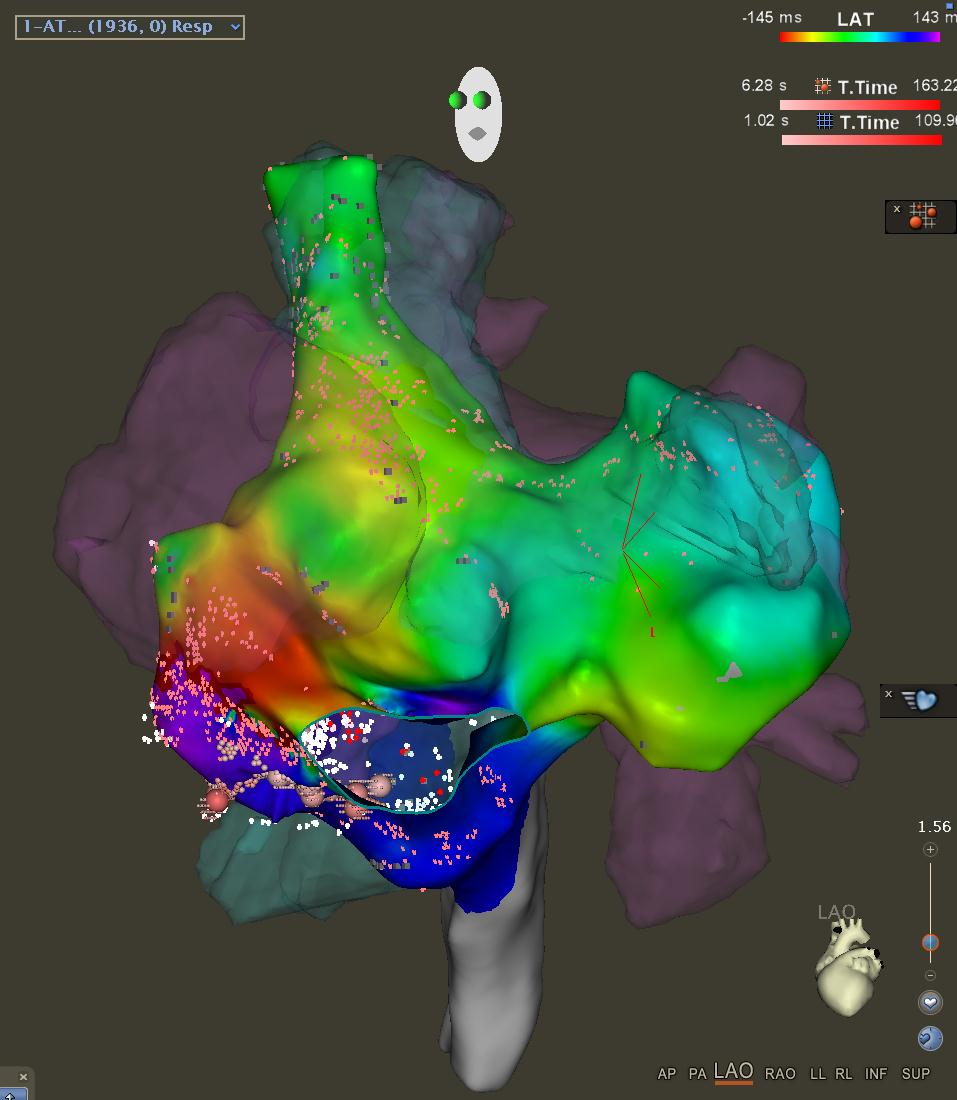 1-AT... (1936, 0) Resp
-145 ms LAT 143 m
6.28 s T.Time 163.22
1.02 s T.Time 109.9
x
x
L
1.56
+
LAO
-
AP PA LAO RAO LL RL INF SUP
x